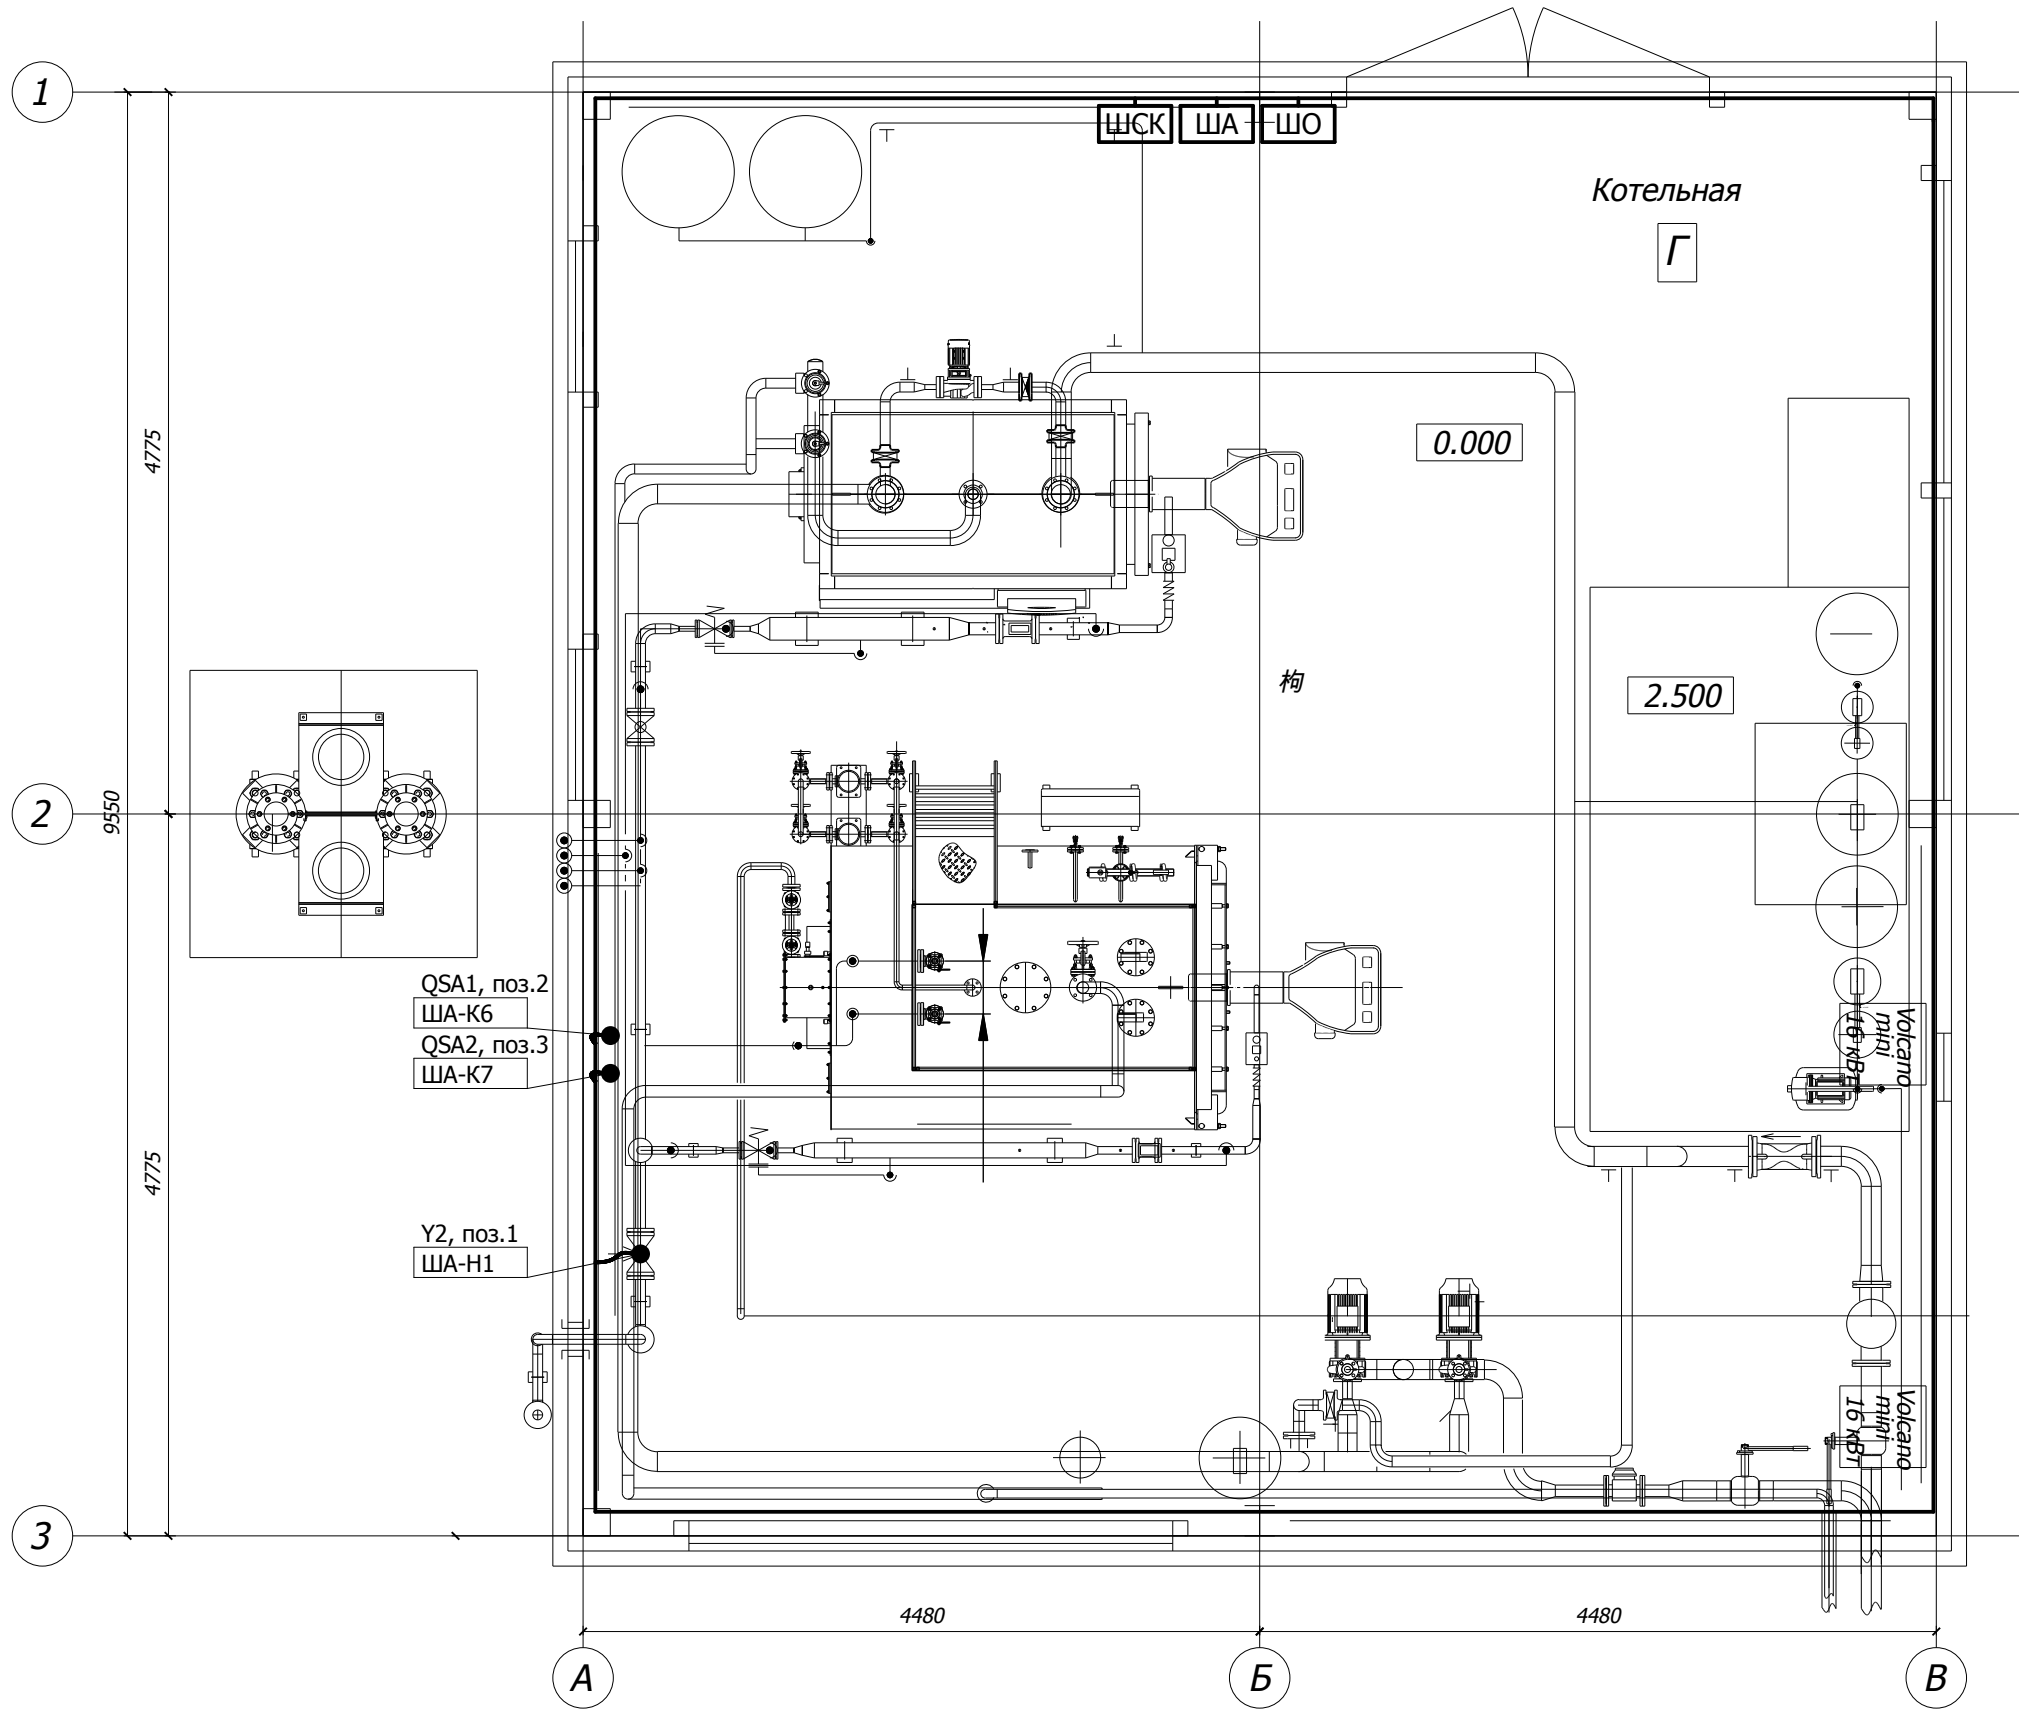 1
ШСК
ША
ШО
Котельная
Г
4775
0.000
枸
2.500
2
9550
QSA1, поз.2
ША-К6
QSA2, поз.3
ША-К7
Volcano
mini
16 кВт
4775
Y2, поз.1
ША-Н1
Volcano
mini
16 кВт
3
4480
4480
А
Б
В